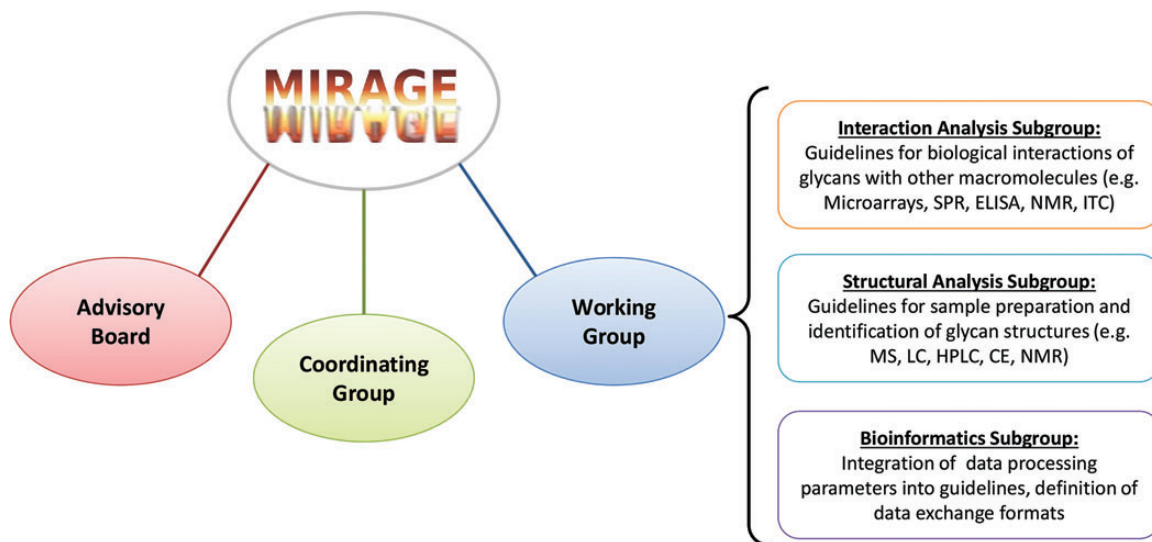 MIRAGE
Advisory
Board
Coordinating
Group
Working
Group
Interaction Analysis Subgroup:
Guidelines for biological interactions of
glycans with other macromolecules (e.g.
Microarrays, SPR, ELISA, NMR, ITC)
Structural Analysis Subgroup:
Guidelines for sample preparation and
identification of glycan structures (e.g.
MS, LC, HPLC, CE, NMR)
Bioinformatics Subgroup:
Integration of data processing
parameters into guidelines, definition of
data exchange formats